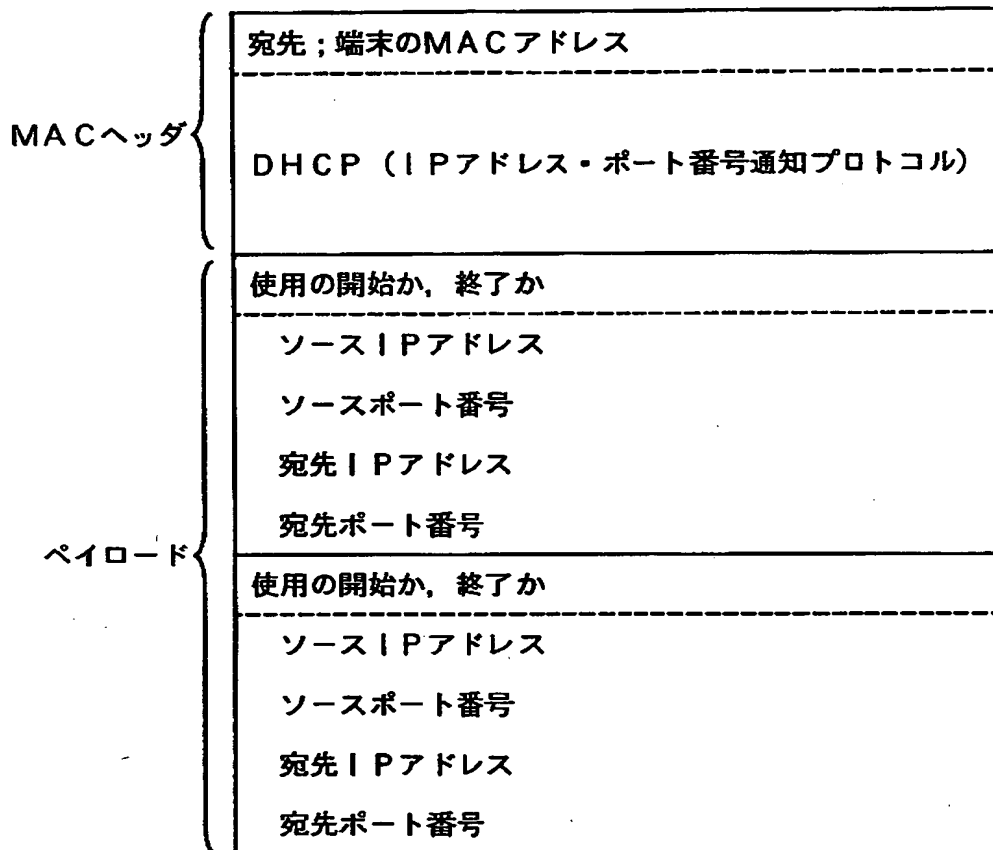 宛先；端末のMACアドレス
MACヘッダ
DHCP（IPアドレス・ポート番号通知プロトコル）
使用の開始か，終了か
ソースIPアドレス
ソースポート番号
宛先IPアドレス
宛先ポート番号
ペイロード
使用の開始か，終了か
ソースIPアドレス
ソースポート番号
宛先IPアドレス
宛先ポート番号